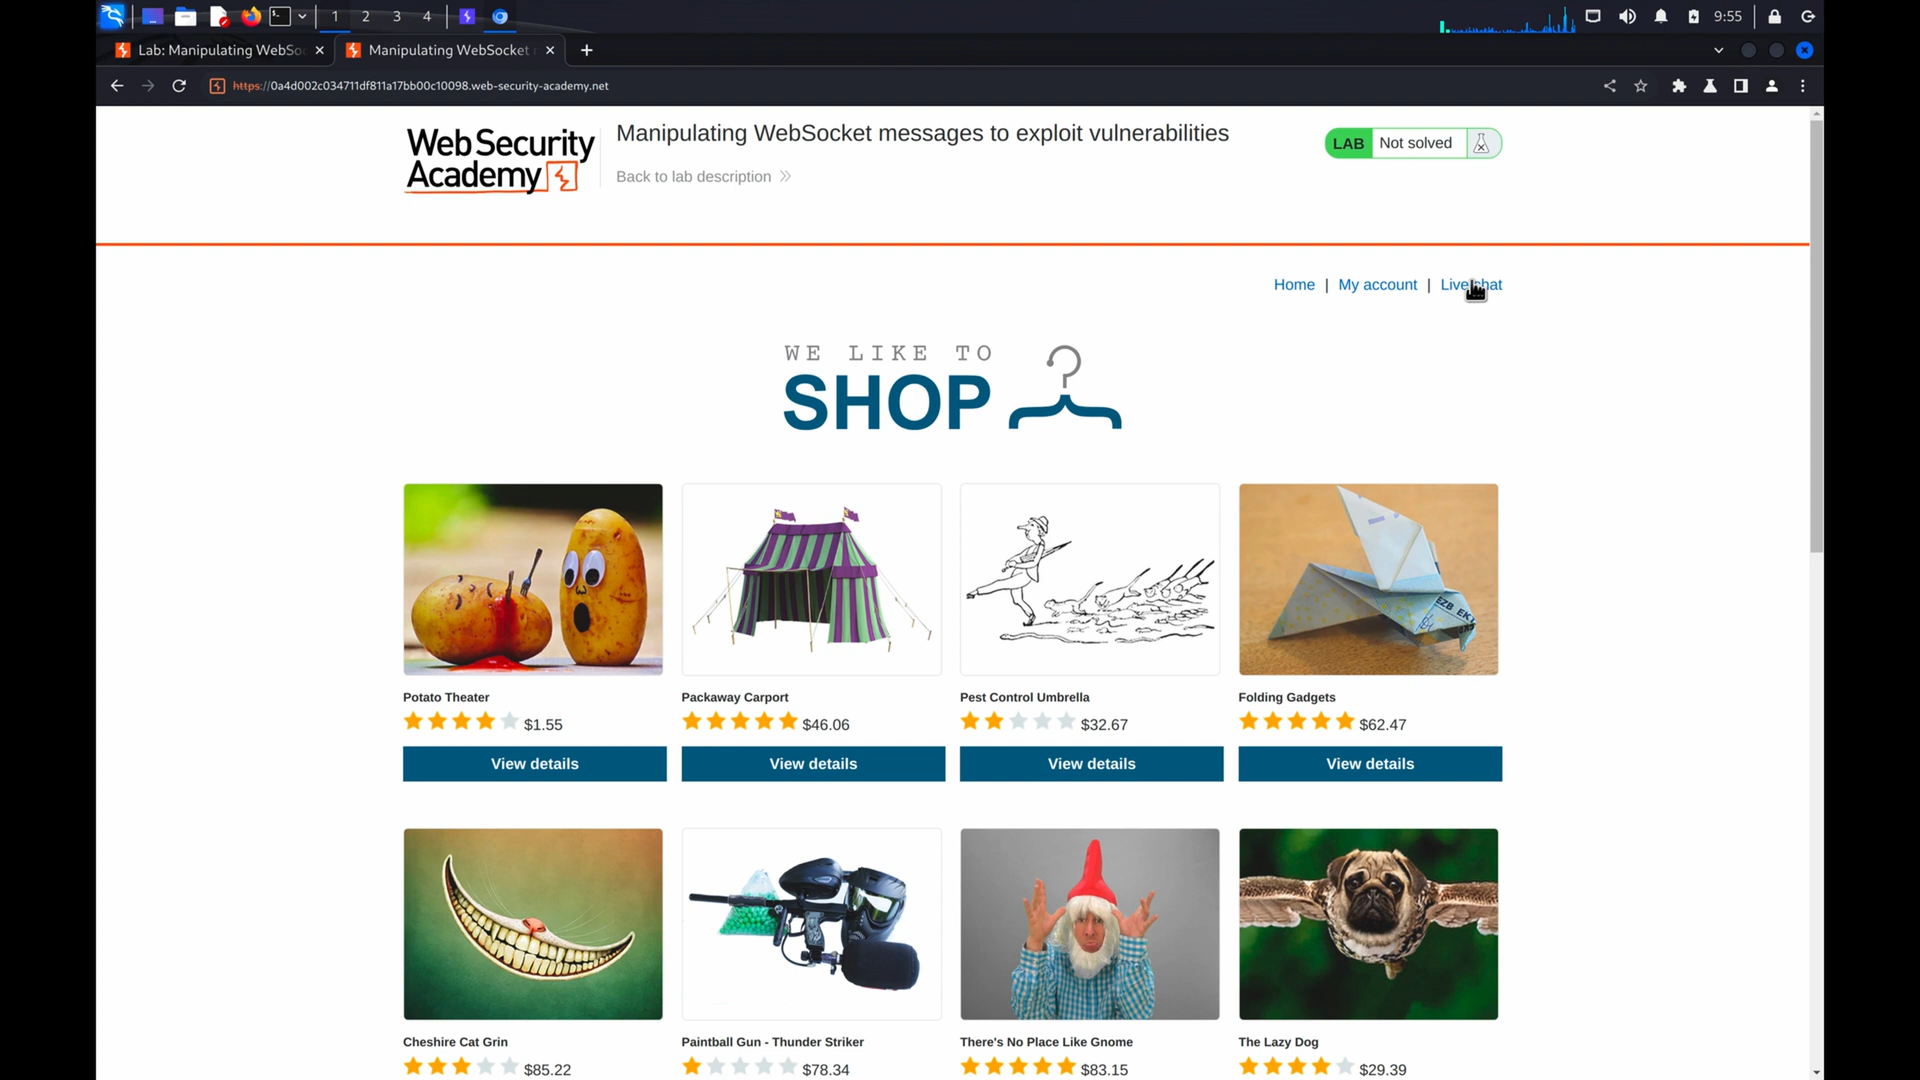 1 2 3 4
9:55
Lab: Manipulating WebSoc
Manipulating WebSocket
https://0a4d002c034711df811a17bb00c10098.web-security-academy.net
Web Security
Academy
Manipulating WebSocket messages to exploit vulnerabilities
Back to lab description
LAB Not solved
Home | My account | Live chat
WE LIKE TO
SHOP
Potato Theater
$1.55
View details
Packaway Carport
$46.06
View details
Pest Control Umbrella
$32.67
View details
Folding Gadgets
$62.47
View details
Cheshire Cat Grin
$85.22
Paintball Gun - Thunder Striker
$78.34
There's No Place Like Gnome
$83.15
The Lazy Dog
$29.39